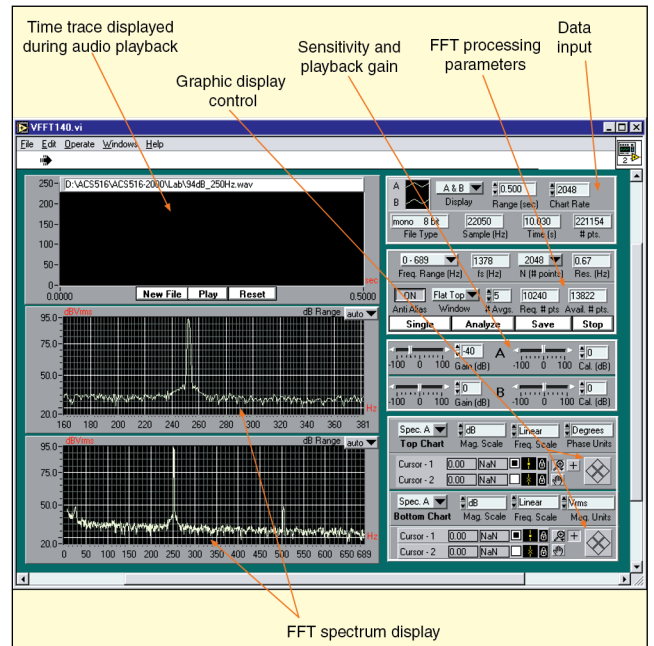 Time trace displayed
during audio playback
Graphic display
control
Sensitivity and
playback gain
FFT processing
parameters
Data
input
VFFT140.vi
File Edit Operate Windows Help
2
250
200-
150-
100-
50-
0-
D:\ACS516\ACS516-2000\Lab\94dB_250Hz.wav
sec
0.0000 New File Play Reset 0.5000
dBVrms dB Range auto
95.0
75.0
50.0
20.0
Hz
160 180 200 220 240 260 280 300 320 340 360 381
dBVrms dB Range auto
95.0
75.0
50.0
20.0
Hz
0 50 100 150 200 250 300 350 400 450 500 550 600 650 689
A
B
A & B 0.500 2048
Display Range (sec) Chart Rate
mono 8 bit 22050 10.030 221154
File Type Sample (Hz) Time (s) # pts.
0 - 689 1378 2048 0.67
Freq. Range (Hz) fs (Hz) N (# points) Res. (Hz)
ON Flat Top 5 10240 13822
Anti Alias Window # Avgs. Req. # pts Avail. # pts.
Single Analyze Save Stop
-40 A 0
-100 0 100 Gain (dB) -100 0 100 Cal. (dB)
0 B 0
-100 0 100 Gain (dB) -100 0 100 Cal. (dB)
Spec. A dB Linear Degrees
Top Chart Mag. Scale Freq. Scale Phase Units
Cursor - 1 0.00 NaN
Cursor - 2 0.00 NaN
Spec. A dB Linear Vrms
Bottom Chart Mag. Scale Freq. Scale Mag. Units
Cursor - 1 0.00 NaN
Cursor - 2 0.00 NaN
FFT spectrum display